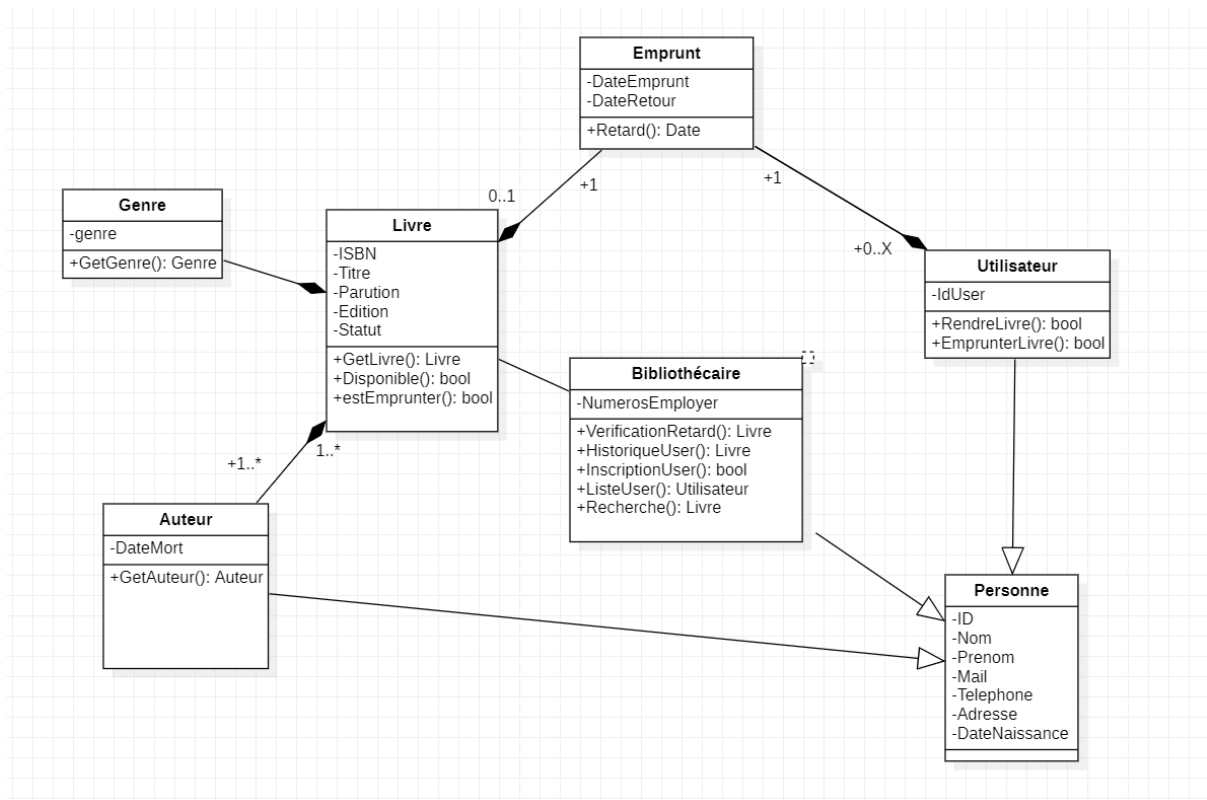 Emprunt
-DateEmprunt
-DateRetour
+Retard(): Date
+1
0..1
+1
+0..X
Genre
-genre
+GetGenre(): Genre
Livre
-ISBN
-Titre
-Parution
-Edition
-Statut
+GetLivre(): Livre
+Disponible(): bool
+estEmprunter(): bool
Utilisateur
-IdUser
+RendreLivre(): bool
+EmprunterLivre(): bool
Bibliothécaire
-NumerosEmployer
+VerificationRetard(): Livre
+HistoriqueUser(): Livre
+InscriptionUser(): bool
+ListeUser(): Utilisateur
+Recherche(): Livre
1..*
+1..*
Auteur
-DateMort
+GetAuteur(): Auteur
Personne
-ID
-Nom
-Prenom
-Mail
-Telephone
-Adresse
-DateNaissance